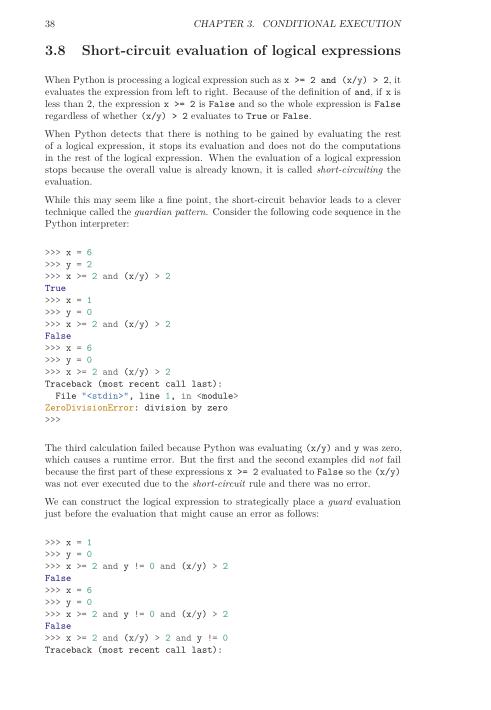 38 CHAPTER 3. CONDITIONAL EXECUTION
3.8 Short-circuit evaluation of logical expressions
When Python is processing a logical expression such as x >= 2 and (x/y) > 2, it
evaluates the expression from left to right. Because of the definition of and, if x is
less than 2, the expression x >= 2 is False and so the whole expression is False
regardless of whether (x/y) > 2 evaluates to True or False.
When Python detects that there is nothing to be gained by evaluating the rest
of a logical expression, it stops its evaluation and does not do the computations
in the rest of the logical expression. When the evaluation of a logical expression
stops because the overall value is already known, it is called short-circuiting the
evaluation.
While this may seem like a fine point, the short-circuit behavior leads to a clever
technique called the guardian pattern. Consider the following code sequence in the
Python interpreter:
>>> x = 6
>>> y = 2
>>> x >= 2 and (x/y) > 2
True
>>> x = 1
>>> y = 0
>>> x >= 2 and (x/y) > 2
False
>>> x = 6
>>> y = 0
>>> x >= 2 and (x/y) > 2
Traceback (most recent call last):
  File "<stdin>", line 1, in <module>
ZeroDivisionError: division by zero
>>>
The third calculation failed because Python was evaluating (x/y) and y was zero,
which causes a runtime error. But the first and the second examples did not fail
because the first part of these expressions x >= 2 evaluated to False so the (x/y)
was not ever executed due to the short-circuit rule and there was no error.
We can construct the logical expression to strategically place a guard evaluation
just before the evaluation that might cause an error as follows:
>>> x = 1
>>> y = 0
>>> x >= 2 and y != 0 and (x/y) > 2
False
>>> x = 6
>>> y = 0
>>> x >= 2 and y != 0 and (x/y) > 2
False
>>> x >= 2 and (x/y) > 2 and y != 0
Traceback (most recent call last):